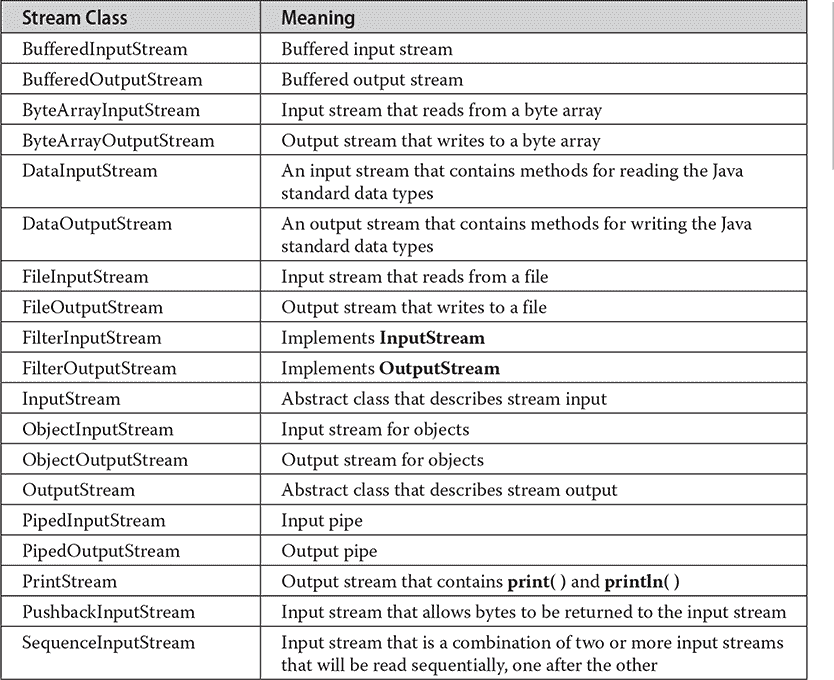 Stream Class Meaning
BufferedInputStream Buffered input stream
BufferedOutputStream Buffered output stream
ByteArrayInputStream Input stream that reads from a byte array
ByteArrayOutputStream Output stream that writes to a byte array
DataInputStream An input stream that contains methods for reading the Java
standard data types
DataOutputStream An output stream that contains methods for writing the Java
standard data types
FileInputStream Input stream that reads from a file
FileOutputStream Output stream that writes to a file
FilterInputStream Implements InputStream
FilterOutputStream Implements OutputStream
InputStream Abstract class that describes stream input
ObjectInputStream Input stream for objects
ObjectOutputStream Output stream for objects
OutputStream Abstract class that describes stream output
PipedInputStream Input pipe
PipedOutputStream Output pipe
PrintStream Output stream that contains print( ) and println( )
PushbackInputStream Input stream that allows bytes to be returned to the input stream
SequenceInputStream Input stream that is a combination of two or more input streams
that will be read sequentially, one after the other